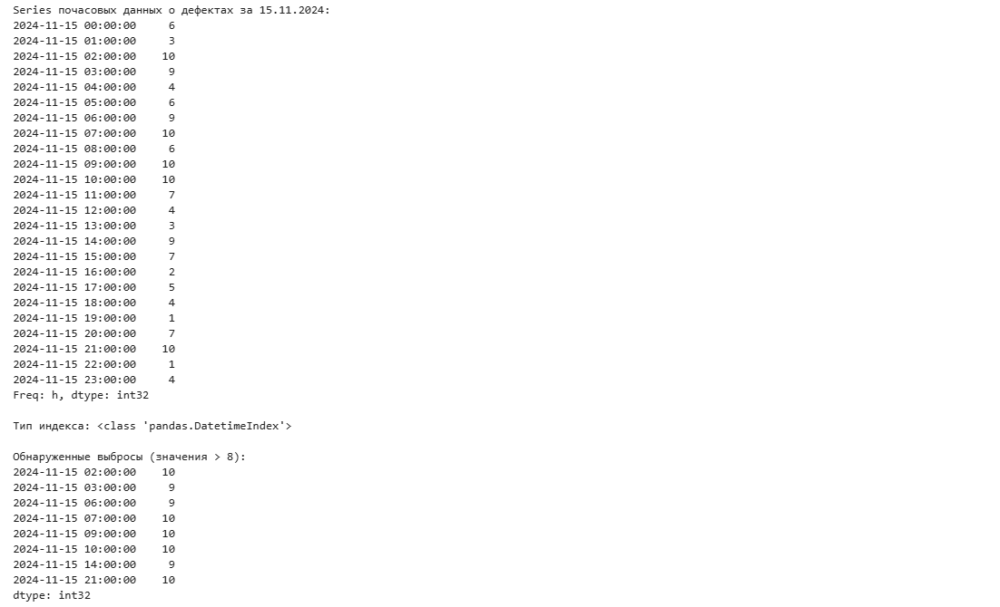 Series почасовых данных о дефектах за 15.11.2024:
2024-11-15 00:00:00     6
2024-11-15 01:00:00     3
2024-11-15 02:00:00    10
2024-11-15 03:00:00     9
2024-11-15 04:00:00     4
2024-11-15 05:00:00     6
2024-11-15 06:00:00     9
2024-11-15 07:00:00    10
2024-11-15 08:00:00     6
2024-11-15 09:00:00    10
2024-11-15 10:00:00    10
2024-11-15 11:00:00     7
2024-11-15 12:00:00     4
2024-11-15 13:00:00     3
2024-11-15 14:00:00     9
2024-11-15 15:00:00     7
2024-11-15 16:00:00     2
2024-11-15 17:00:00     5
2024-11-15 18:00:00     4
2024-11-15 19:00:00     1
2024-11-15 20:00:00     7
2024-11-15 21:00:00    10
2024-11-15 22:00:00     1
2024-11-15 23:00:00     4
Freq: h, dtype: int32

Тип индекса: <class 'pandas.DatetimeIndex'>

Обнаруженные выбросы (значения > 8):
2024-11-15 02:00:00    10
2024-11-15 03:00:00     9
2024-11-15 06:00:00     9
2024-11-15 07:00:00    10
2024-11-15 09:00:00    10
2024-11-15 10:00:00    10
2024-11-15 14:00:00     9
2024-11-15 21:00:00    10
dtype: int32